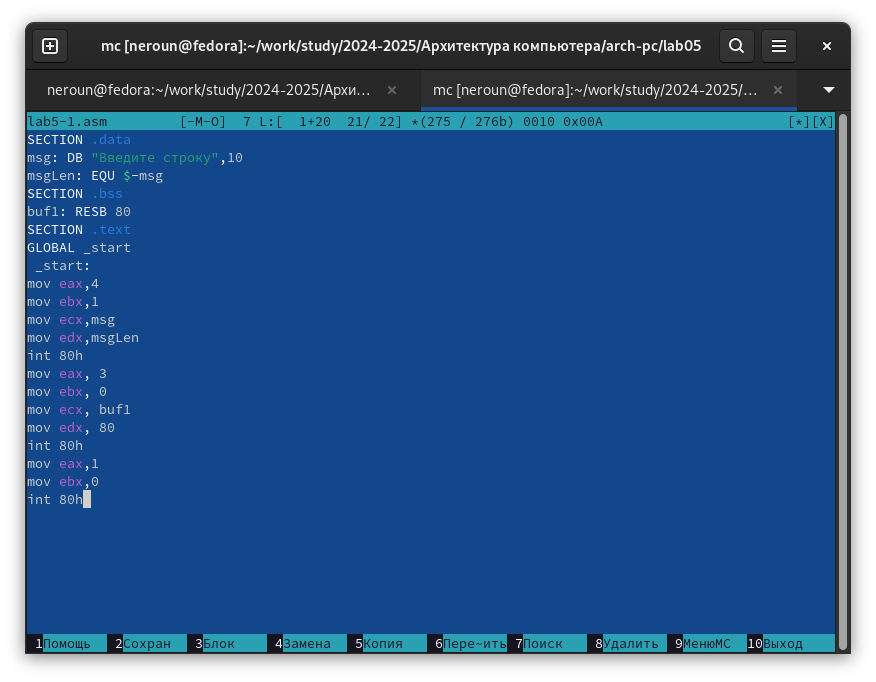 mc [neroun@fedora]:~/work/study/2024-2025/Архитектура компьютера/arch-pc/lab05
neroun@fedora:~/work/study/2024-2025/Архи… mc [neroun@fedora]:~/work/study/2024-2025/…
lab5-1.asm [-M-O] 7 L:[ 1+20 21/ 22] *(275 / 276b) 0010 0x00A [*][X]
SECTION .data
msg: DB "Введите строку",10
msgLen: EQU $-msg
SECTION .bss
buf1: RESB 80
SECTION .text
GLOBAL _start
_start:
mov eax,4
mov ebx,1
mov ecx,msg
mov edx,msgLen
int 80h
mov eax, 3
mov ebx, 0
mov ecx, buf1
mov edx, 80
int 80h
mov eax,1
mov ebx,0
int 80h
1Помощь 2Сохран 3Блок 4Замена 5Копия 6Пере~ить 7Поиск 8Удалить 9МенюМС 10Выход